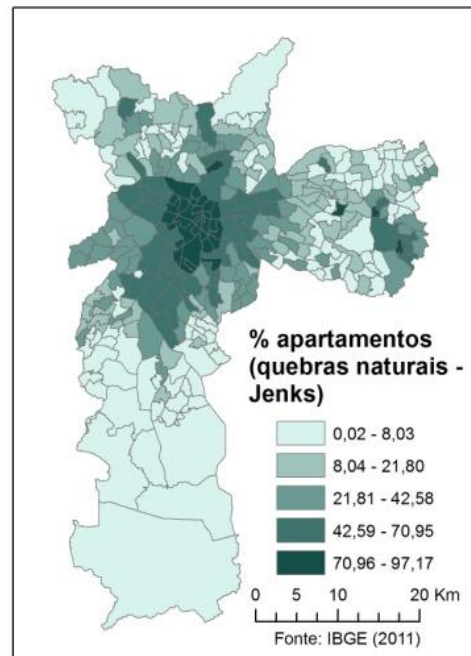 % apartamentos
(quebras naturais -
Jenks)
0,02 - 8,03
8,04 - 21,80
21,81 - 42,58
42,59 - 70,95
70,96 - 97,17
0 5 10 20 Km
Fonte: IBGE (2011)